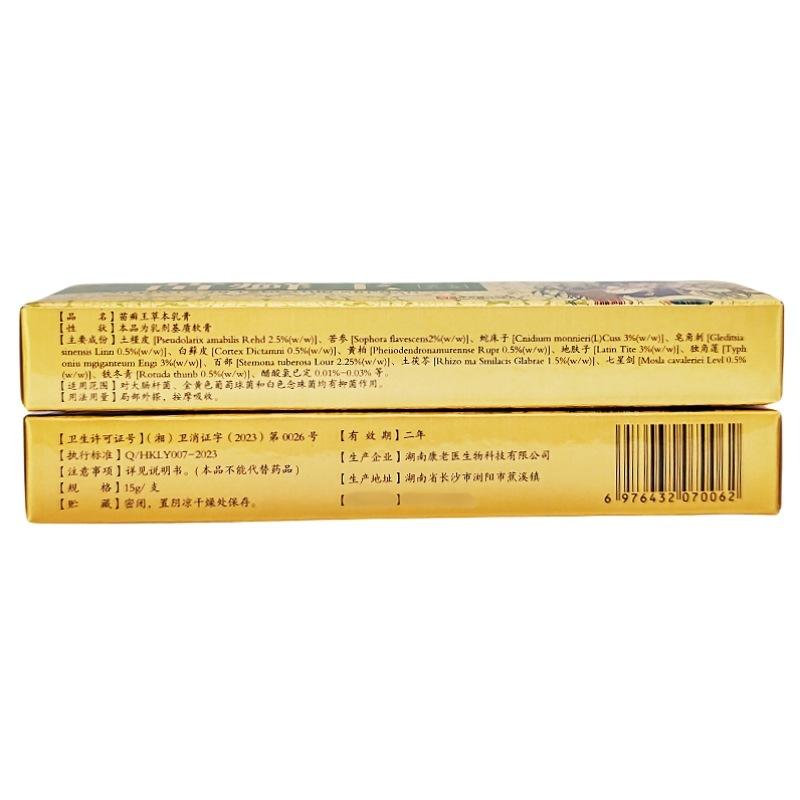 【品 名】苗癣王草本乳膏
【性 状】本品为乳剂基质软膏
【主要成份】土槿皮 [Pseudolarix amabilis Rehd 2.5%(w/w)]、苦参 [Sophora flavescens2%(w/w)]、蛇床子 [Cnidium monnieri(L)Cuss 3%(w/w)]、皂角刺 [Gleditsia
sinensis Linn 0.5%(w/w)]、白鲜皮 [Cortex Dictamni 0.5%(w/w)]、黄柏 [Pheiiodendronamurense Rupr 0.5%(w/w)]、地肤子 [Latin Tite 3%(w/w)]、独角莲 [Typh
oniu mgiganteum Engi 3%(w/w)]、百部 [Stemona tuberosa Lour 2.25%(w/w)]、土茯苓 [Rhizo ma Smilacis Glabrae 1.5%(w/w)]、七星剑 [Mosla cavaleriei Levl 0.5%
(w/w)]、铁冬青 [Rotuda thunb 0.5%(w/w)]、醋酸氯己定 0.01%-0.03% 等。
【适用范围】对大肠杆菌、金黄色葡萄球菌和白色念珠菌均有抑菌作用。
【用法用量】局部外搽，按摩吸收。
【卫生许可证号】（湘）卫消证字（2023）第 0026 号
【执行标准】Q/HKLY007-2023
【注意事项】详见说明书。（本品不能代替药品）
【规 格】15g/ 支
【贮 藏】密闭，置阴凉干燥处保存。
【有 效 期】二年
【生产企业】湖南康老医生物科技有限公司
【生产地址】湖南省长沙市浏阳市蕉溪镇
【 】
6 976432 070062